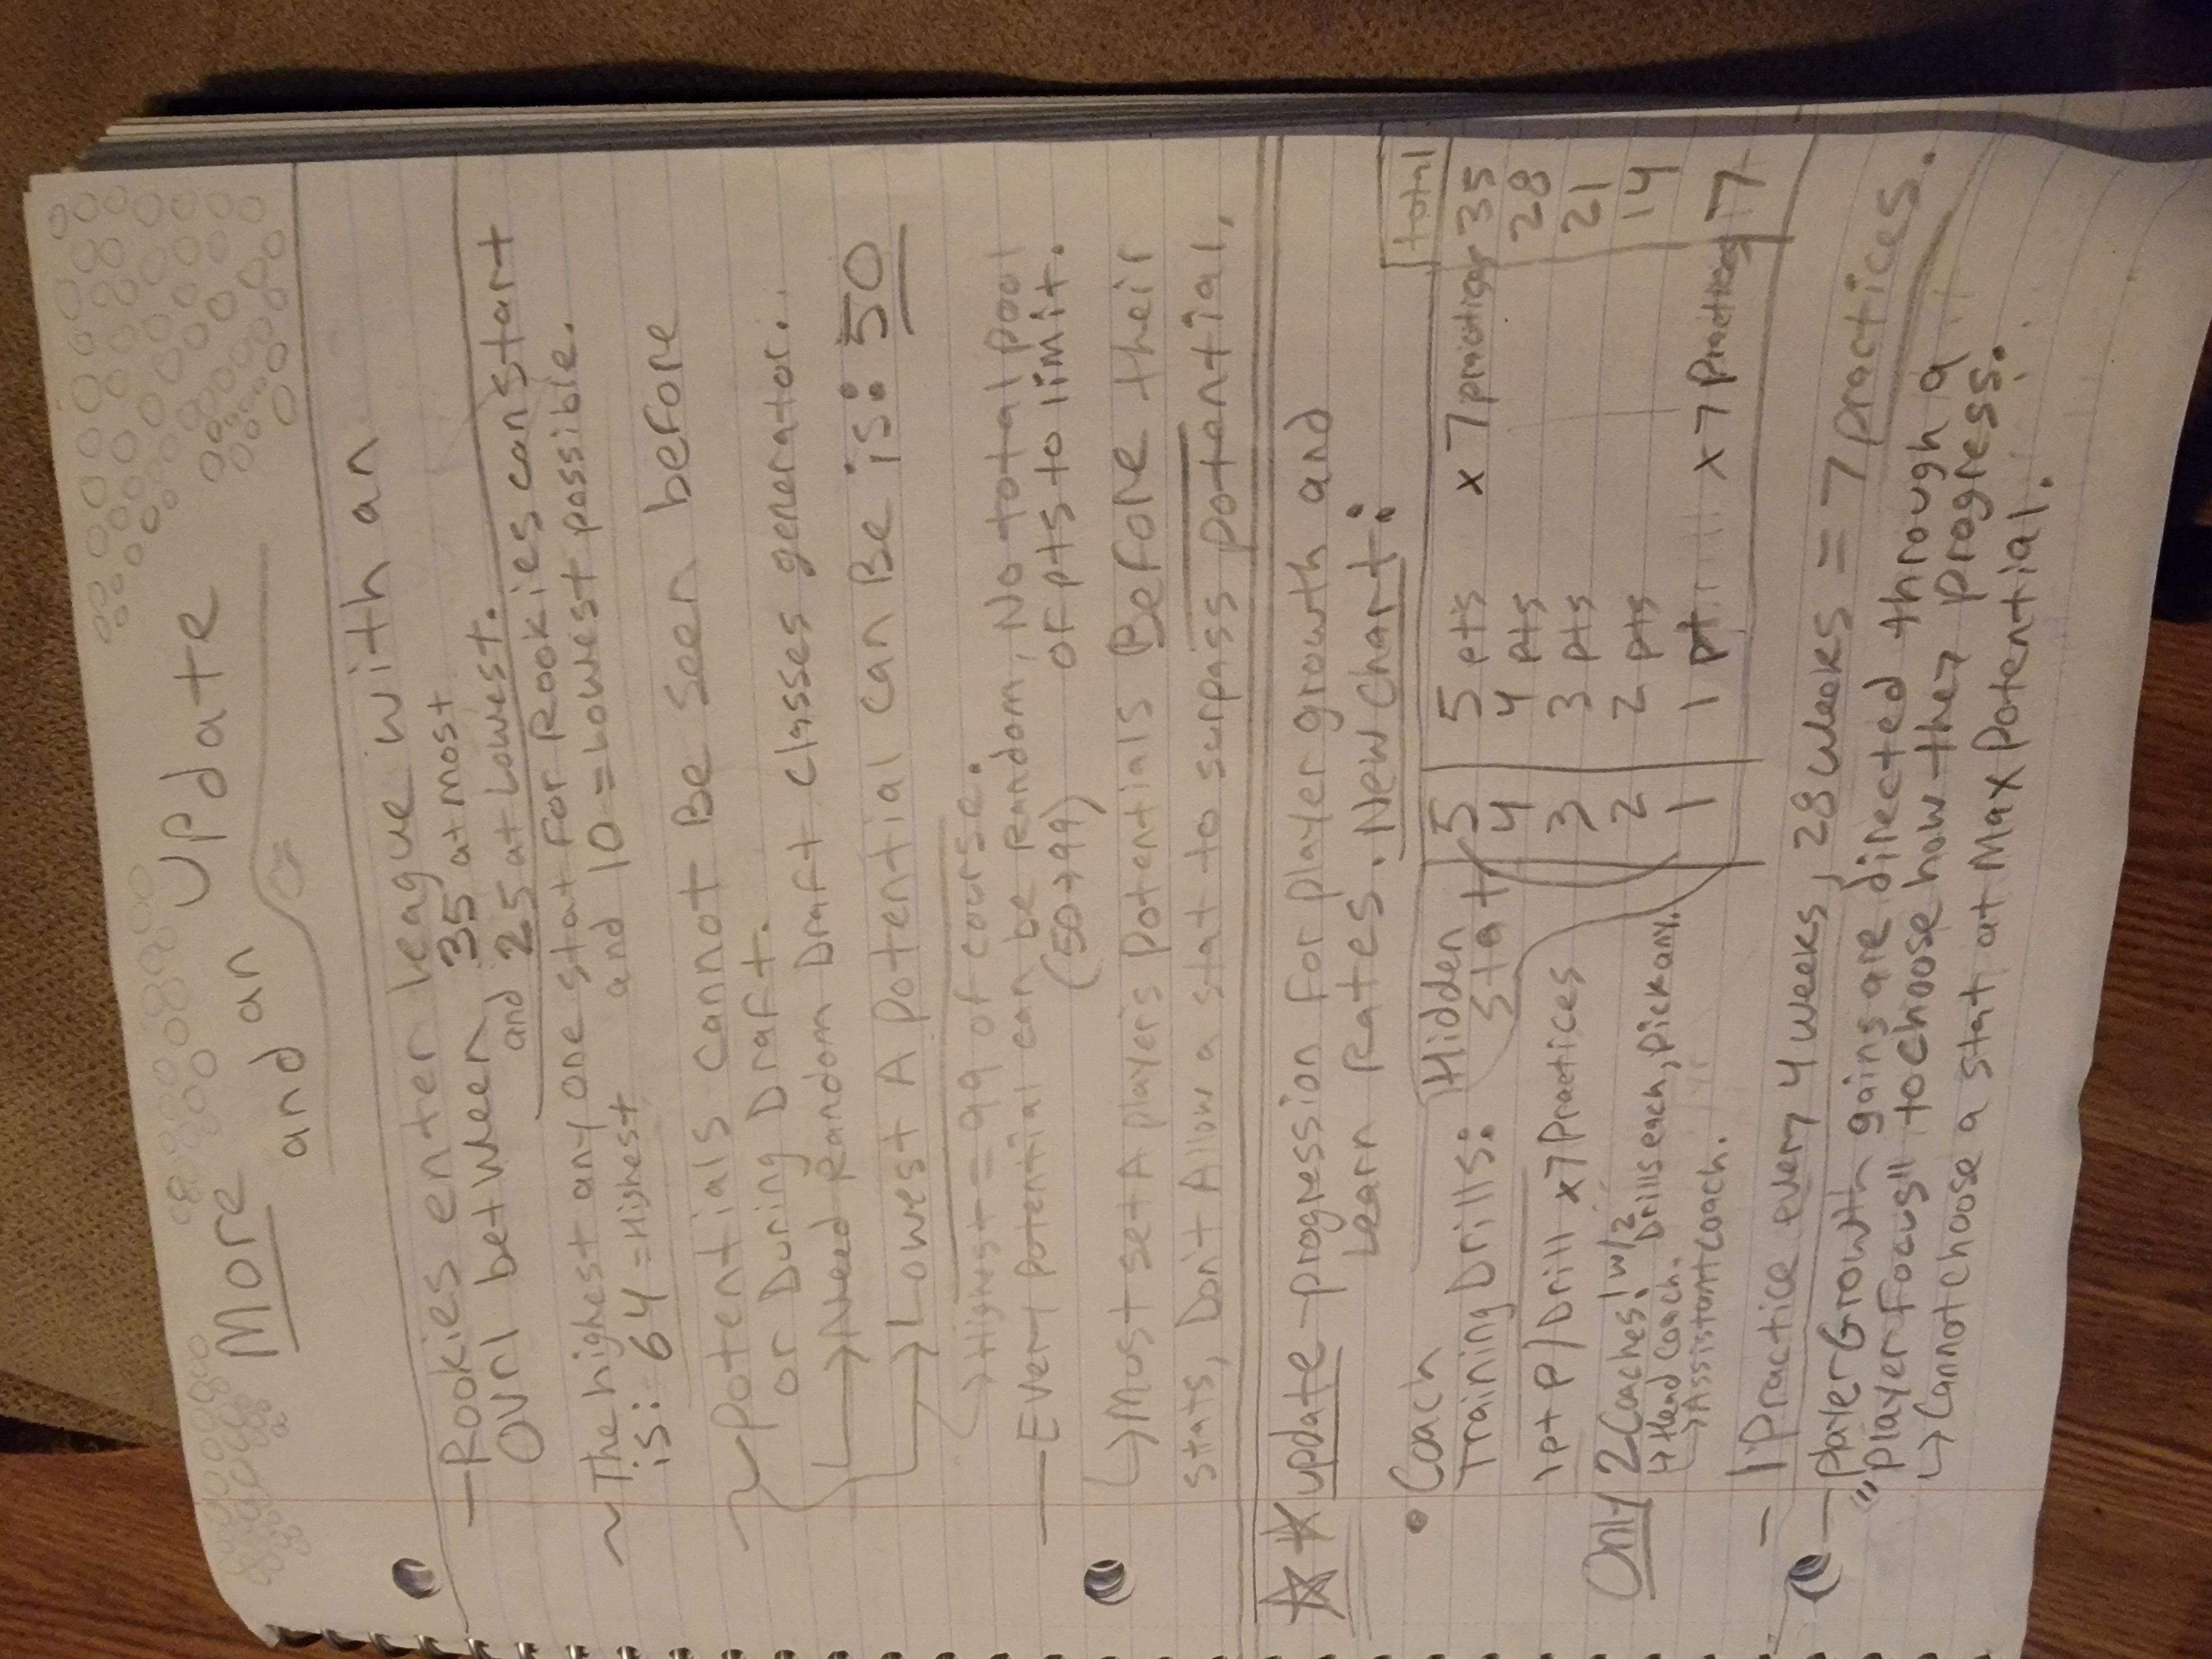 More and an update
-Rookies enter league with an
ovrl between, 35 at most
and 25 at Lowest.
~The highest any one stat for Rookies can start
is: 64 = Highest and 10 = Lowest possible.
~Potentials cannot Be Seen before
or During Draft.
→Need Random Draft classes generator.
→Lowest A potential can Be is: 50
→Highest = 99 of course.
-Every Potential can be Random, No total pool
(50→99) of pts to limit.
↳Must set A player's Potentials Before their
stats, Don't Allow a stat to surpass potential.
☆☆ update - progression for player growth and
Learn Rates. New chart:
total
• Coach
Training Drills:
Hidden
stat
5 5 pts x 7 practices 35
4 4 pts 28
3 3 pts 21
2 2 pts 14
1 1 pt x 7 Practices 7
1pt p/Drill x7 Practices
Only 2 Coaches! w/2
Drills each, Pick any.
↳Head Coach.
→Assistant coach.
- 1 Practice every 4 weeks, 28 weeks = 7 practices.
- Player Growth gains are directed through a
"Player Focus" to choose how they progress.
↳Cannot choose a stat at Max Potential.